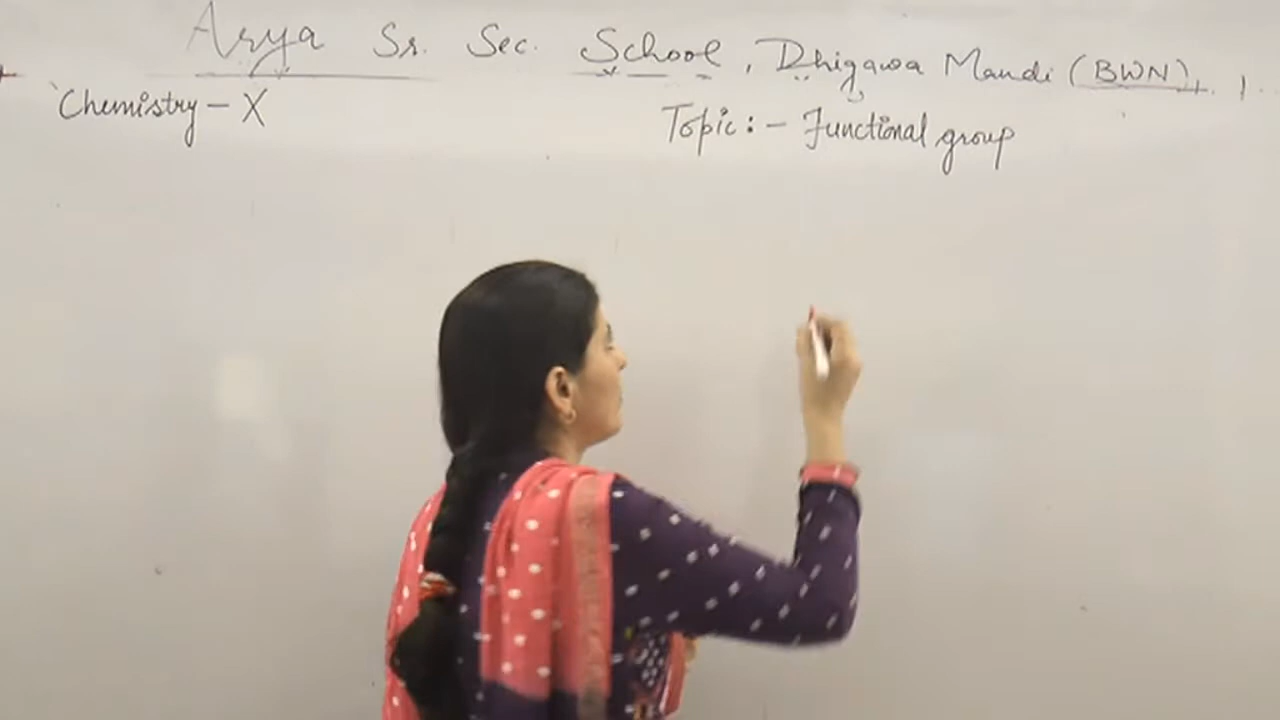 Arya Sr. Sec. School, Dhigawa Mandi (BWN)
Chemistry - X
Topic:- Functional group